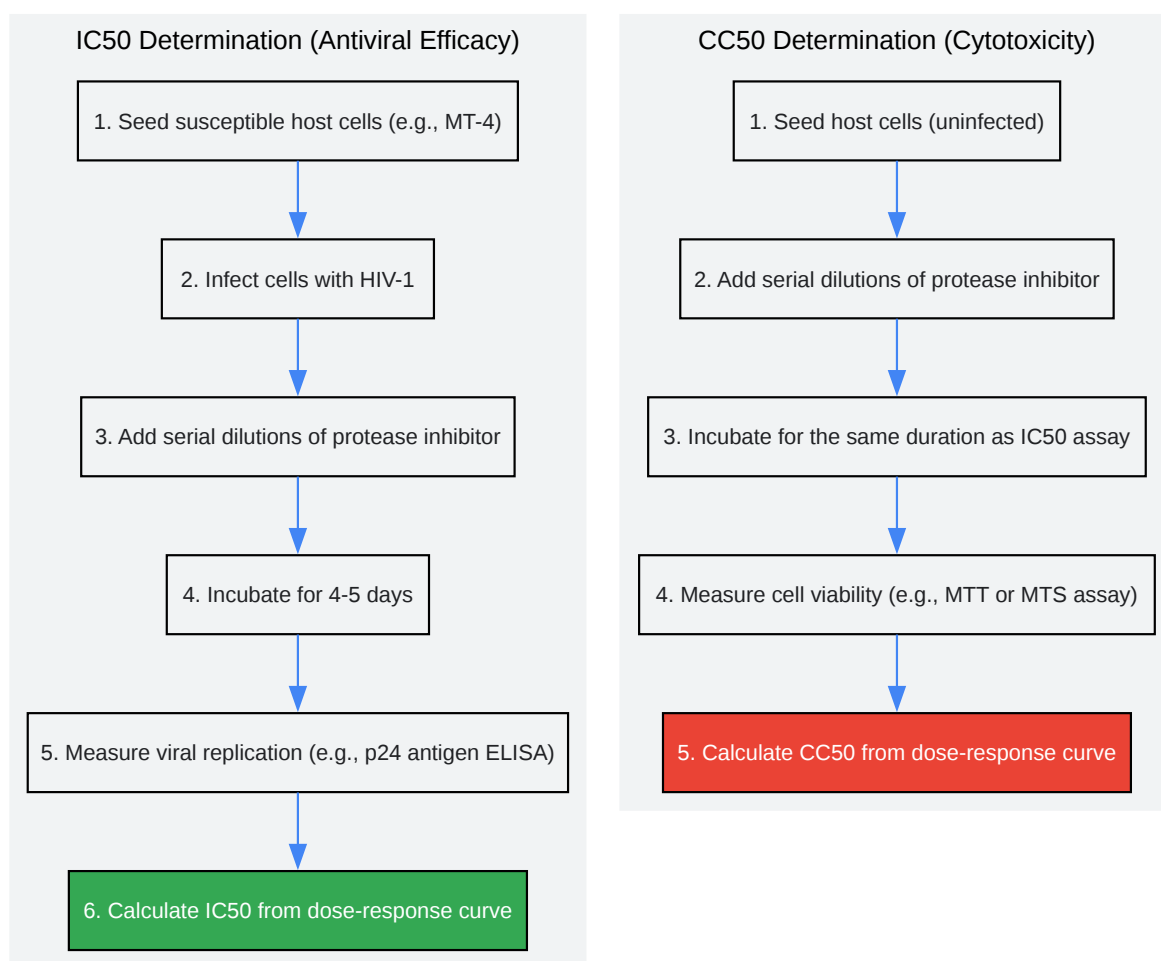 IC50 Determination (Antiviral Efficacy)
1. Seed susceptible host cells (e.g., MT-4)
2. Infect cells with HIV-1
3. Add serial dilutions of protease inhibitor
4. Incubate for 4-5 days
5. Measure viral replication (e.g., p24 antigen ELISA)
6. Calculate IC50 from dose-response curve
CC50 Determination (Cytotoxicity)
1. Seed host cells (uninfected)
2. Add serial dilutions of protease inhibitor
3. Incubate for the same duration as IC50 assay
4. Measure cell viability (e.g., MTT or MTS assay)
5. Calculate CC50 from dose-response curve